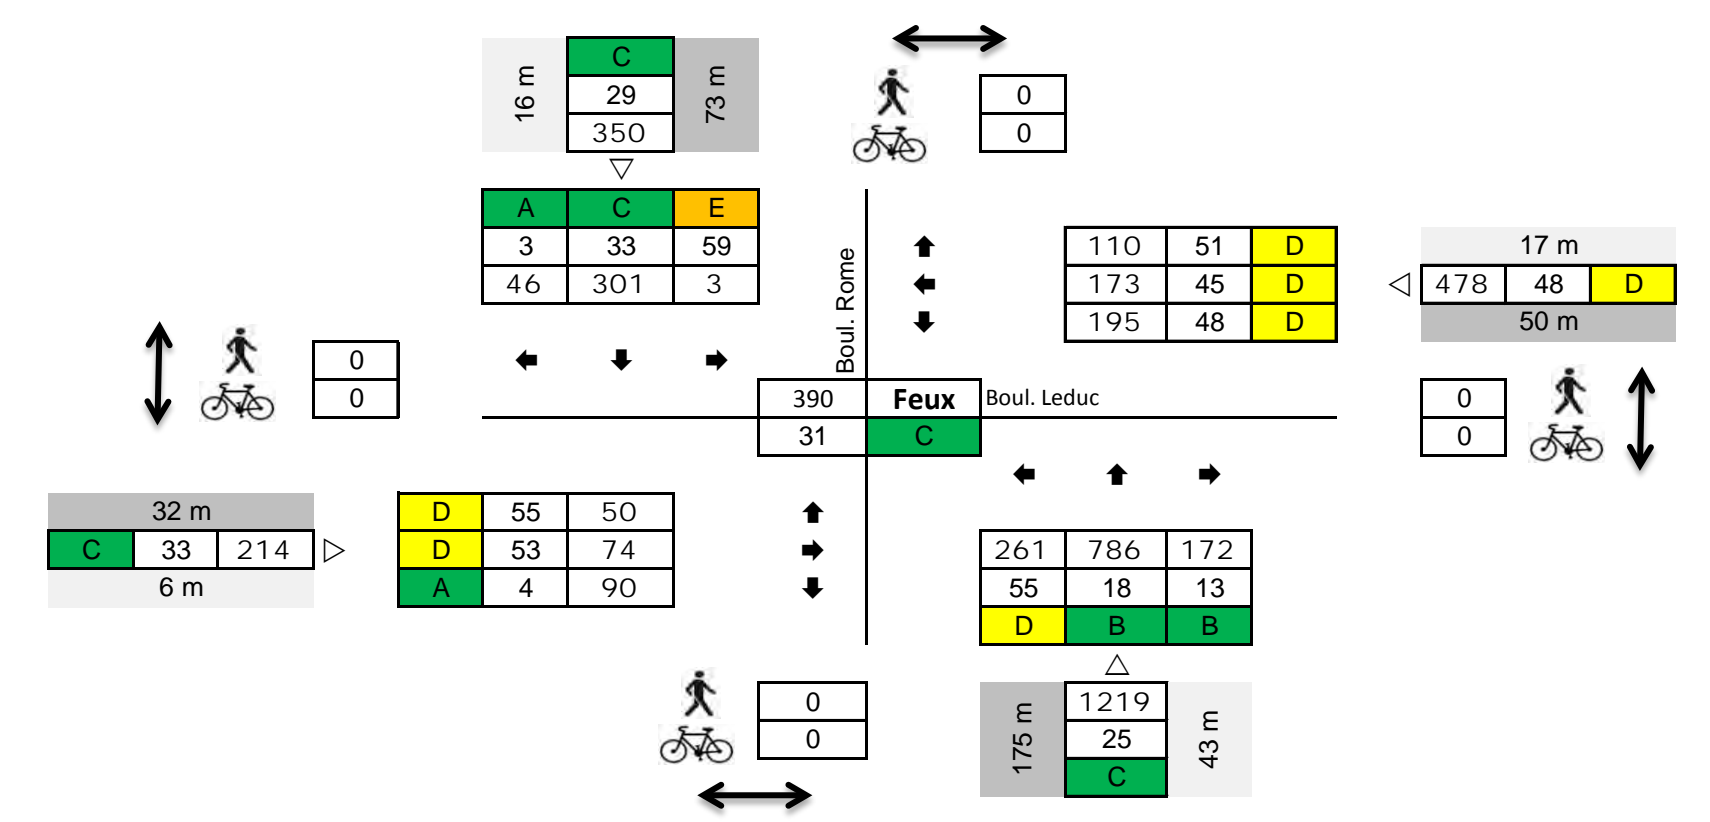 C
16 m
29
73 m
350
0
0
A C E
3 33 59
46 301 3
Boul. Rome
110 51 D
173 45 D
195 48 D
17 m
478 48 D
50 m
0
0
390 Feux
31 C
Boul. Leduc
0
0
32 m
C 33 214
6 m
D 55 50
D 53 74
A 4 90
261 786 172
55 18 13
D B B
0
0
175 m
1219
25
C
43 m